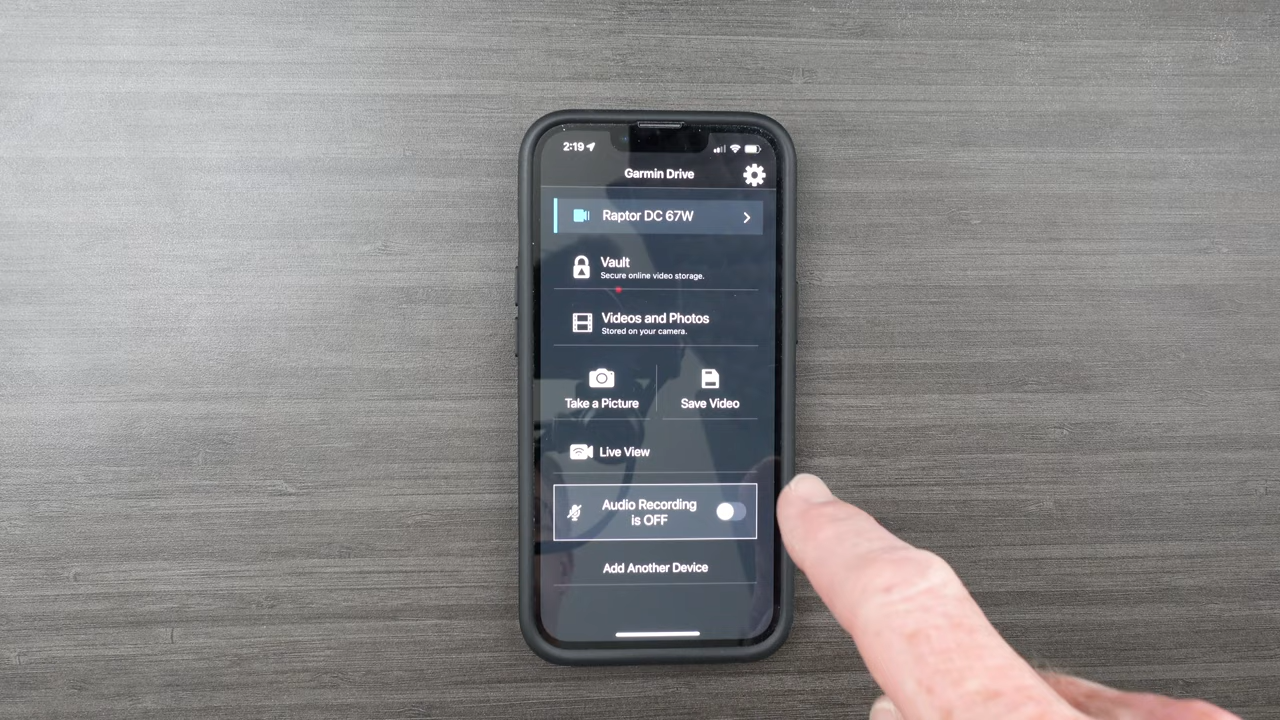 2:19
Garmin Drive
Raptor DC 67W
Vault
Secure online video storage.
Videos and Photos
Stored on your camera.
Take a Picture
Save Video
Live View
Audio Recording
is OFF
Add Another Device